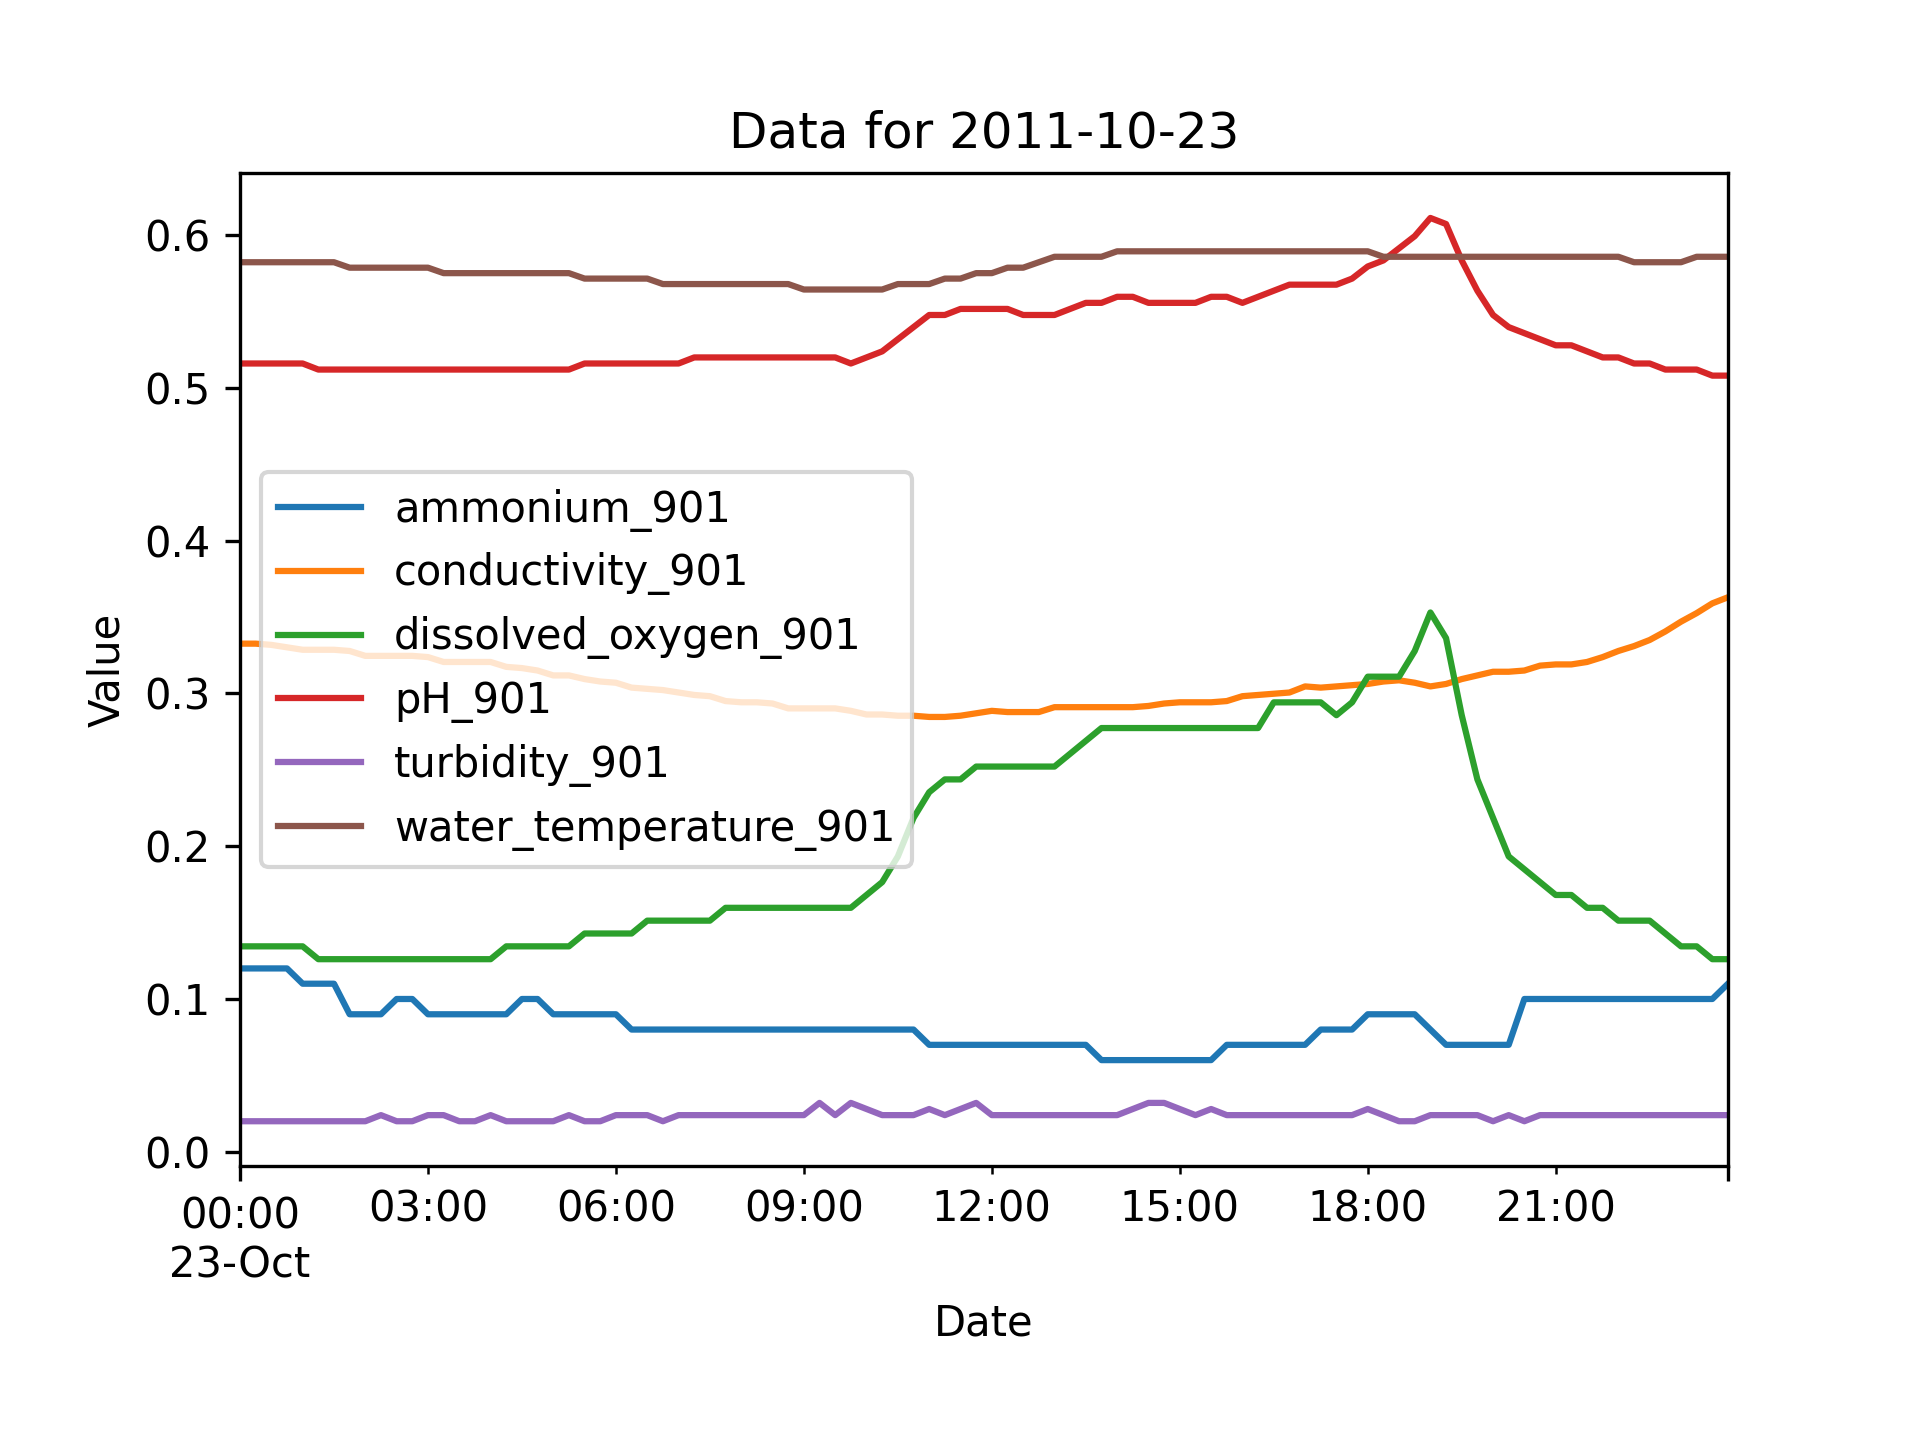 Data for 2011-10-23
Value
0.6
0.5
0.4
0.3
0.2
0.1
0.0
ammonium_901
conductivity_901
dissolved_oxygen_901
pH_901
turbidity_901
water_temperature_901
00:00 03:00 06:00 09:00 12:00 15:00 18:00 21:00
23-Oct
Date